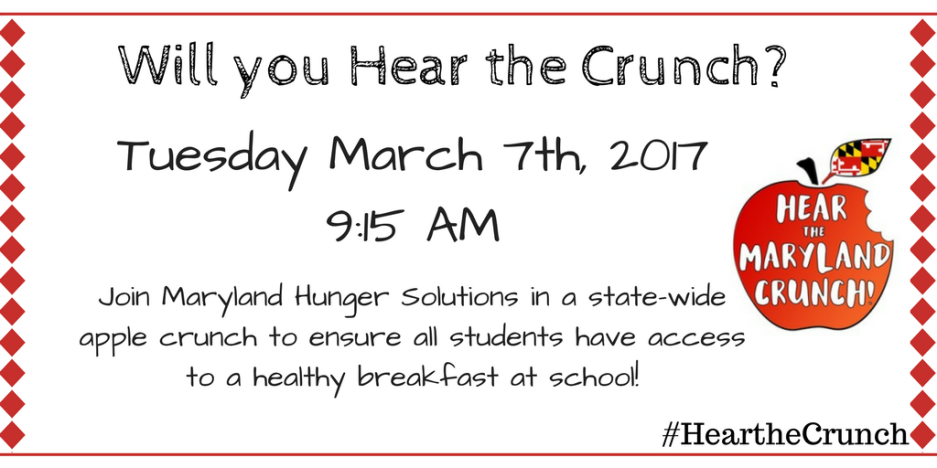 Will you Hear the Crunch?
Tuesday March 7th, 2017
9:15 AM
Join Maryland Hunger Solutions in a state-wide
apple crunch to ensure all students have access
to a healthy breakfast at school!
HEAR
THE
MARYLAND
CRUNCH!
#HeartheCrunch